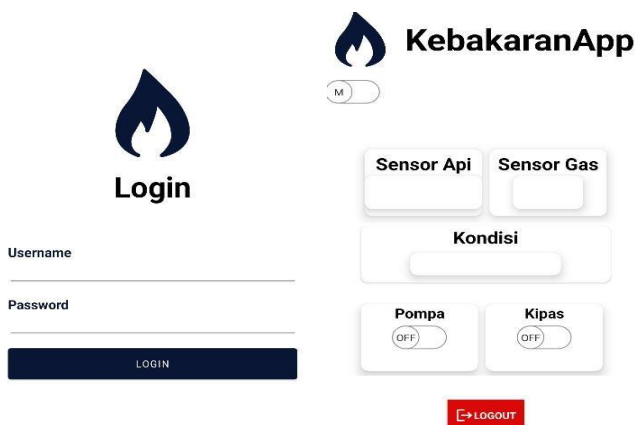 Login
Username
Password
LOGIN
KebakaranApp
M
Sensor Api
Sensor Gas
Kondisi
Pompa
Kipas
OFF
OFF
LOGOUT